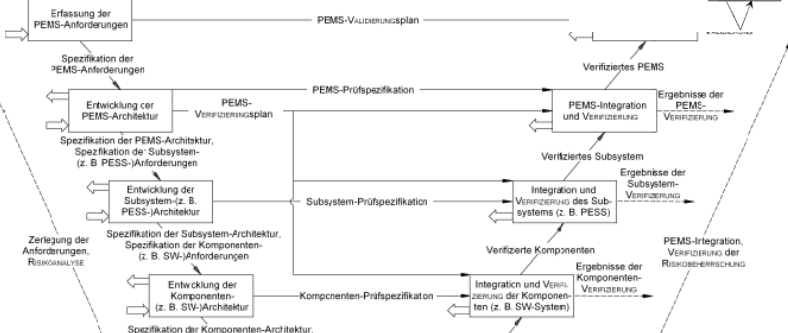 Erfassung der
PEMS-Anforderungen
PEMS-VALIDIERUNGSPLAN
Spezifikation der
PEMS-Anforderungen
Verifiziertes PEMS
Entwicklung der
PEMS-Architektur
PEMS-Prüfspezifikation
PEMS-
VERIFIZIERUNGSplan
PEMS-Integration
und VERIFIZIERUNG
Ergebnisse der
PEMS-
VERIFIZIERUNG
Spezifikation der PEMS-Architektur,
Spezifikation der Subsystem-
(z. B PESS-)Anforderungen
Verifiziertes Subsystem
Entwicklung der
Subsystem-(z. B.
PESS-)Architektur
Subsystem-Prüfspezifikation
Integration und
VERIFIZIERUNG des Sub-
systems (z. B. PESS)
Ergebnisse der
Subsystem-
VERIFIZIERUNG
Spezifikation der Subsystem-Architektur,
Spezifikation der Komponenten-
(z. B. SW-)Anforderungen
Zerlegung der
Anforderungen,
RISIKOANALYSE
Verifizierte Komponenten
PEMS-Integration,
VERIFIZIERUNG der
RISIKOBEHERRSCHUNG
Entwicklung der
Komponenten-
(z. B. SW-)Architektur
Komponenten-Prüfspezifikation
Integration und VERIFI-
ZIERUNG der Komponen-
ten (z. B. SW-System)
Ergebnisse der
Komponenten-
VERIFIZIERUNG
Spezifikation der Komponenten-Architektur,